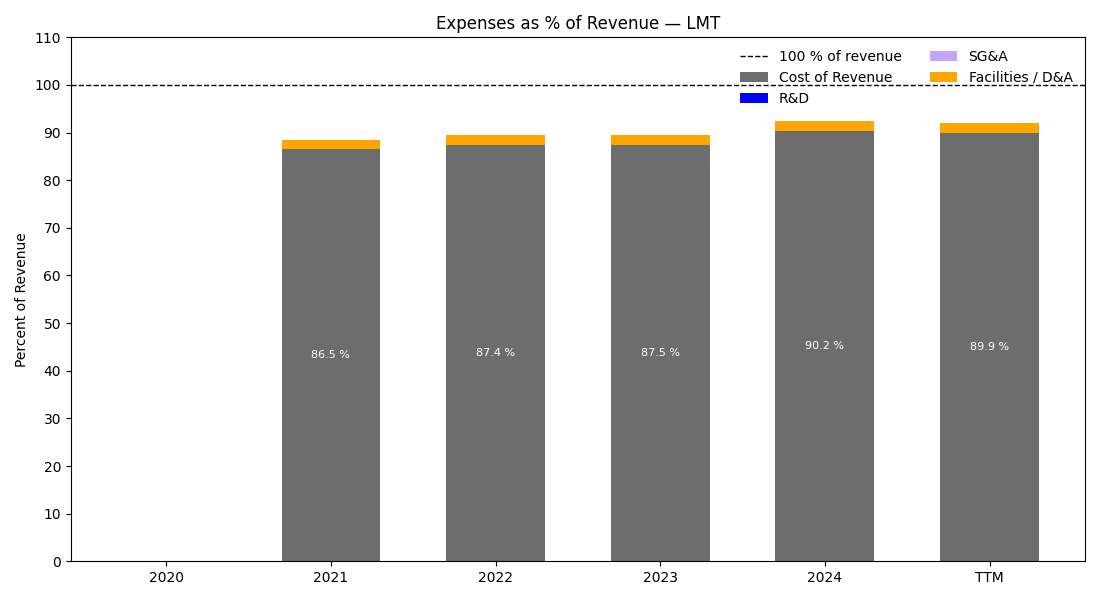 Expenses as % of Revenue — LMT
110
100
90
80
70
60
50
40
30
20
10
0
Percent of Revenue
100 % of revenue
Cost of Revenue
R&D
SG&A
Facilities / D&A
86.5 %
87.4 %
87.5 %
90.2 %
89.9 %
2020
2021
2022
2023
2024
TTM